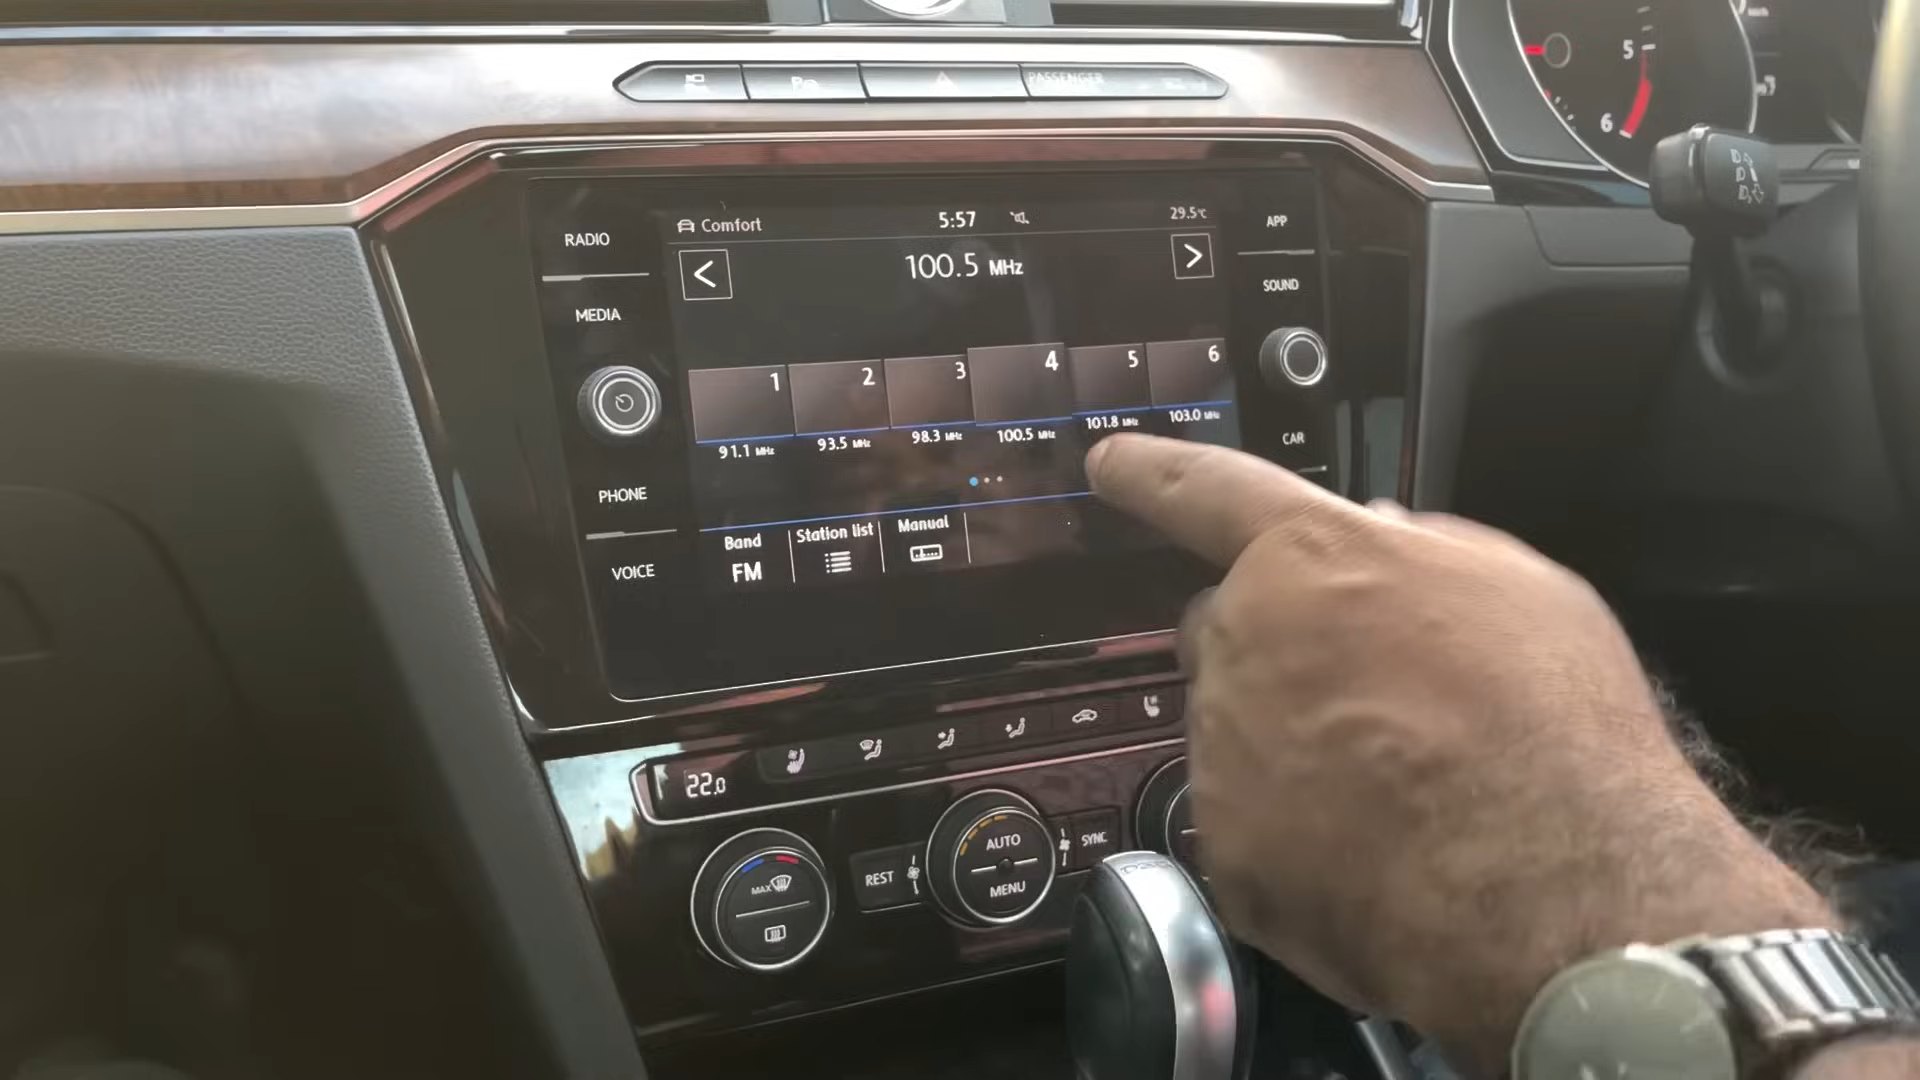 PASSENGER
5
6
RADIO
MEDIA
PHONE
VOICE
Comfort
5:57
29.5°C
100.5 MHz
1 2 3 4 5 6
91.1 MHz 93.5 MHz 98.3 MHz 100.5 MHz 101.8 MHz 103.0 MHz
Band Station list Manual
FM
APP
SOUND
CAR
22.0
MAX
REST
AUTO
MENU
SYNC